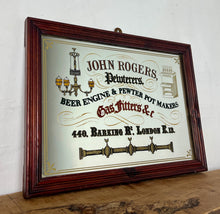 JOHN ROGERS,
Pewterers,
BEER ENGINE & PEWTER POT MAKERS
Gas Fitters &c
440, BARKING Rd, LONDON E.13.